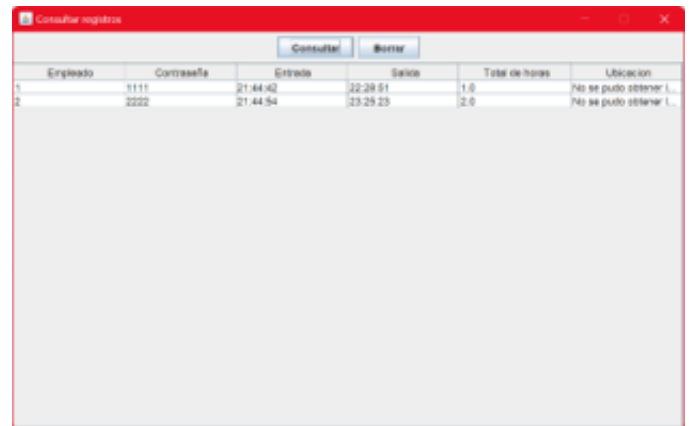 Consultar registros
Consultar Borrar
Empleado Contraseña Entrada Salida Total de horas Ubicacion
1 1111 21:44:42 22:28:51 1.0 No se pudo obtener l...
2 2222 21:44:54 23:25:23 2.0 No se pudo obtener l...